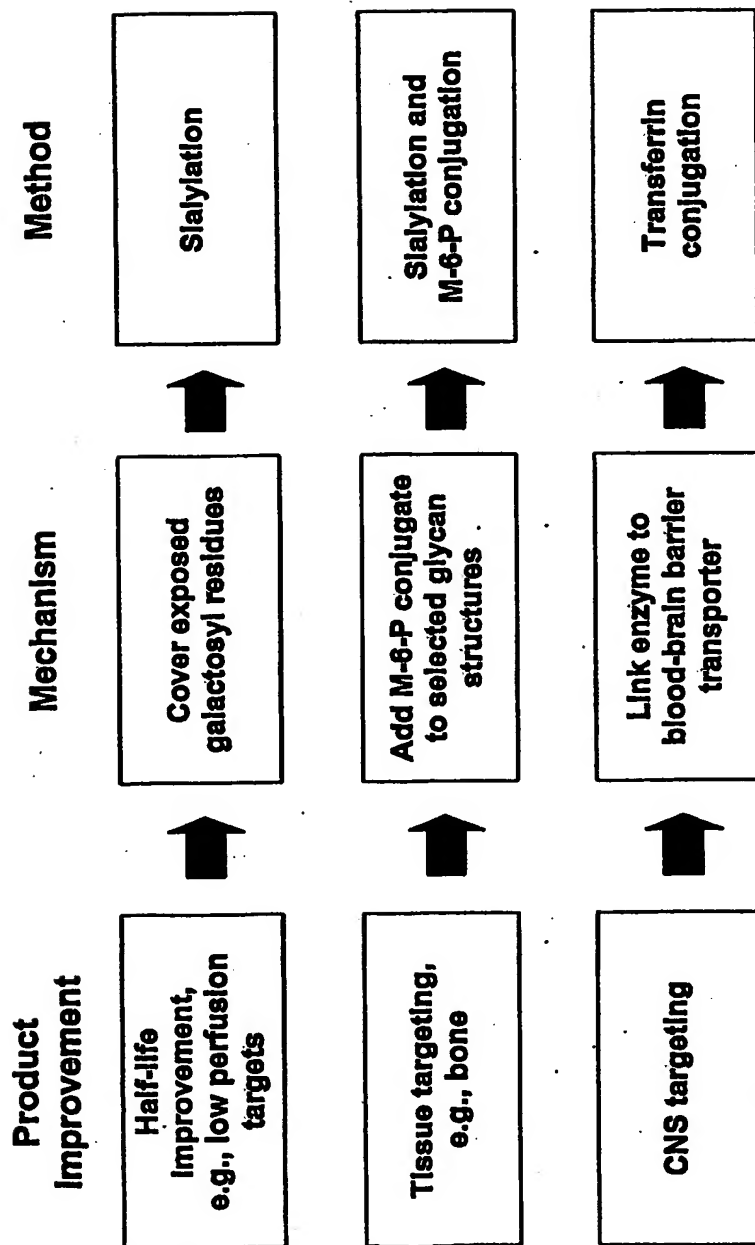 Product
Improvement
Mechanism
Method
Half-life
improvement,
e.g., low perfusion
targets
Cover exposed
galactosyl residues
Sialylation
Tissue targeting,
e.g., bone
Add M-6-P conjugate
to selected glycan
structures
Sialylation and
M-6-P conjugation
CNS targeting
Link enzyme to
blood-brain barrier
transporter
Transferrin
conjugation